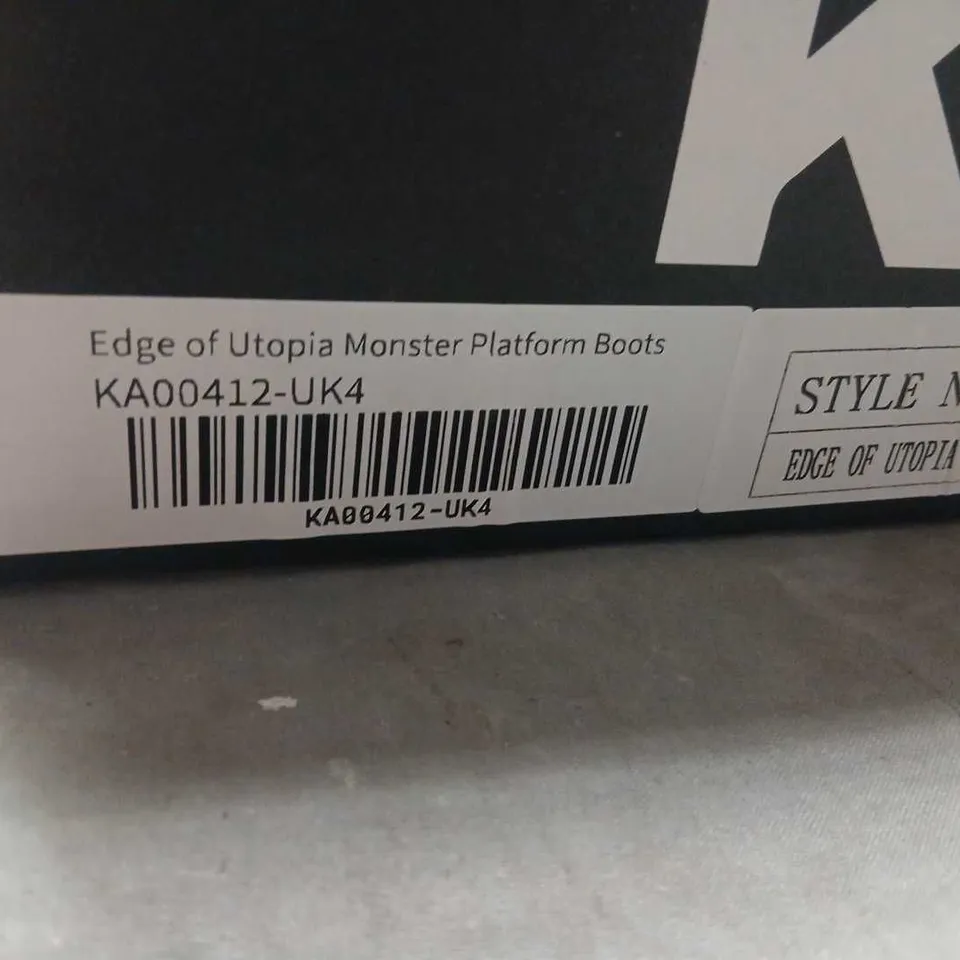 K
Edge of Utopia Monster Platform Boots
KA00412-UK4
KA00412-UK4
STYLE N
EDGE OF UTOPIA